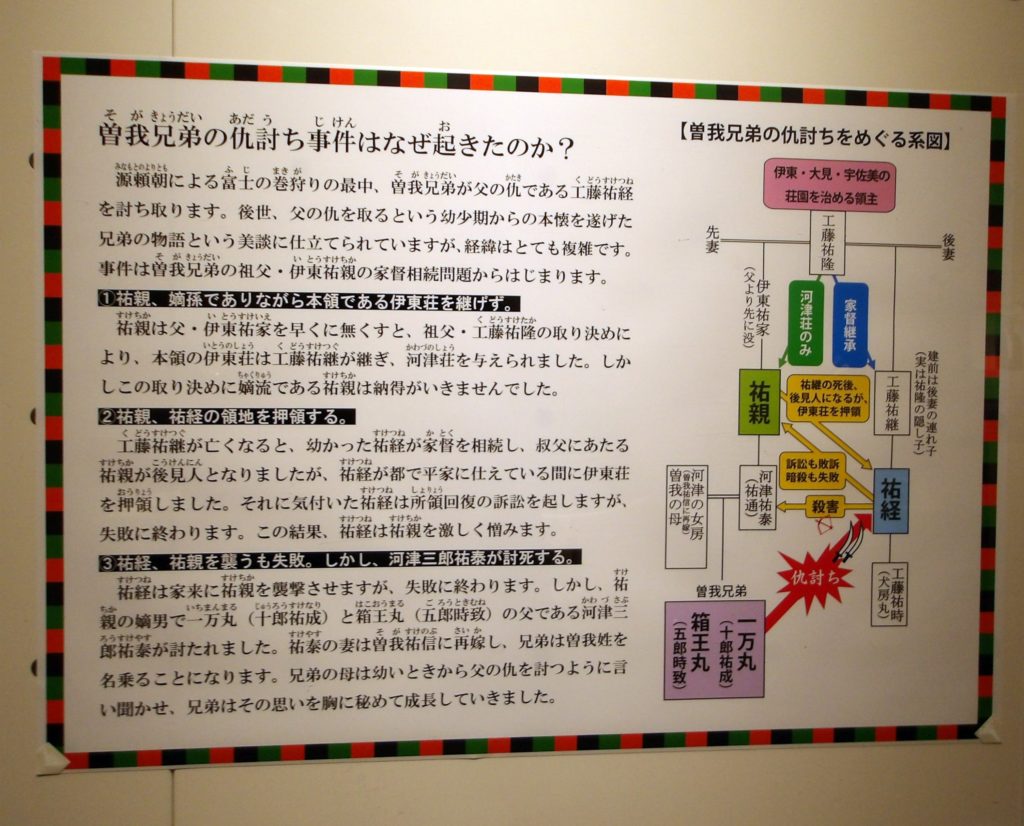 曽我兄弟の仇討ち事件はなぜ起きたのか？
源頼朝による富士の巻狩りの最中、曽我兄弟が父の仇である工藤祐経
を討ち取ります。後世、父の仇を取るという幼少期からの本懐を遂げた
兄弟の物語という美談に仕立てられていますが、経緯はとても複雑です。
事件は曽我兄弟の祖父・伊東祐親の家督相続問題からはじまります。
①祐親、嫡孫でありながら本領である伊東荘を継げず。
祐親は父・伊東祐家を早くに無くすと、祖父・工藤祐隆の取り決めに
より、本領の伊東荘は工藤祐継が継ぎ、河津荘を与えられました。しか
しこの取り決めに嫡流である祐親は納得がいきませんでした。
②祐親、祐経の領地を押領する。
工藤祐継が亡くなると、幼かった祐経が家督を相続し、叔父にあたる
祐親が後見人となりましたが、祐経が都で平家に仕えている間に伊東荘
を押領しました。それに気付いた祐経は所領回復の訴訟を起しますが、
失敗に終わります。この結果、祐経は祐親を激しく憎みます。
③祐経、祐親を襲うも失敗。しかし、河津三郎祐泰が討死する。
祐経は家来に祐親を襲撃させますが、失敗に終わります。しかし、祐
親の嫡男で一万丸（十郎祐成）と箱王丸（五郎時致）の父である河津三
郎祐泰が討たれました。祐泰の妻は曽我祐信に再嫁し、兄弟は曽我姓を
名乗ることになります。兄弟の母は幼いときから父の仇を討つように言
い聞かせ、兄弟はその思いを胸に秘めて成長していきました。
【曽我兄弟の仇討ちをめぐる系図】
伊東・大見・宇佐美の
荘園を治める領主
先妻
工藤祐隆
後妻
伊東祐家
（父より先に没）
河津荘のみ
家督継承
建前は後妻の連れ子
（実は祐隆の隠し子）
祐親
祐継の死後、
後見人になるが、
伊東荘を押領
工藤祐継
訴訟も敗訴
暗殺も失敗
祐経
河津の女房
（曽我祐信に再嫁）
曽我の母
河津祐泰
（祐通）
殺害
仇討ち
工藤祐時
（犬房丸）
曽我兄弟
一万丸
（十郎祐成）
箱王丸
（五郎時致）